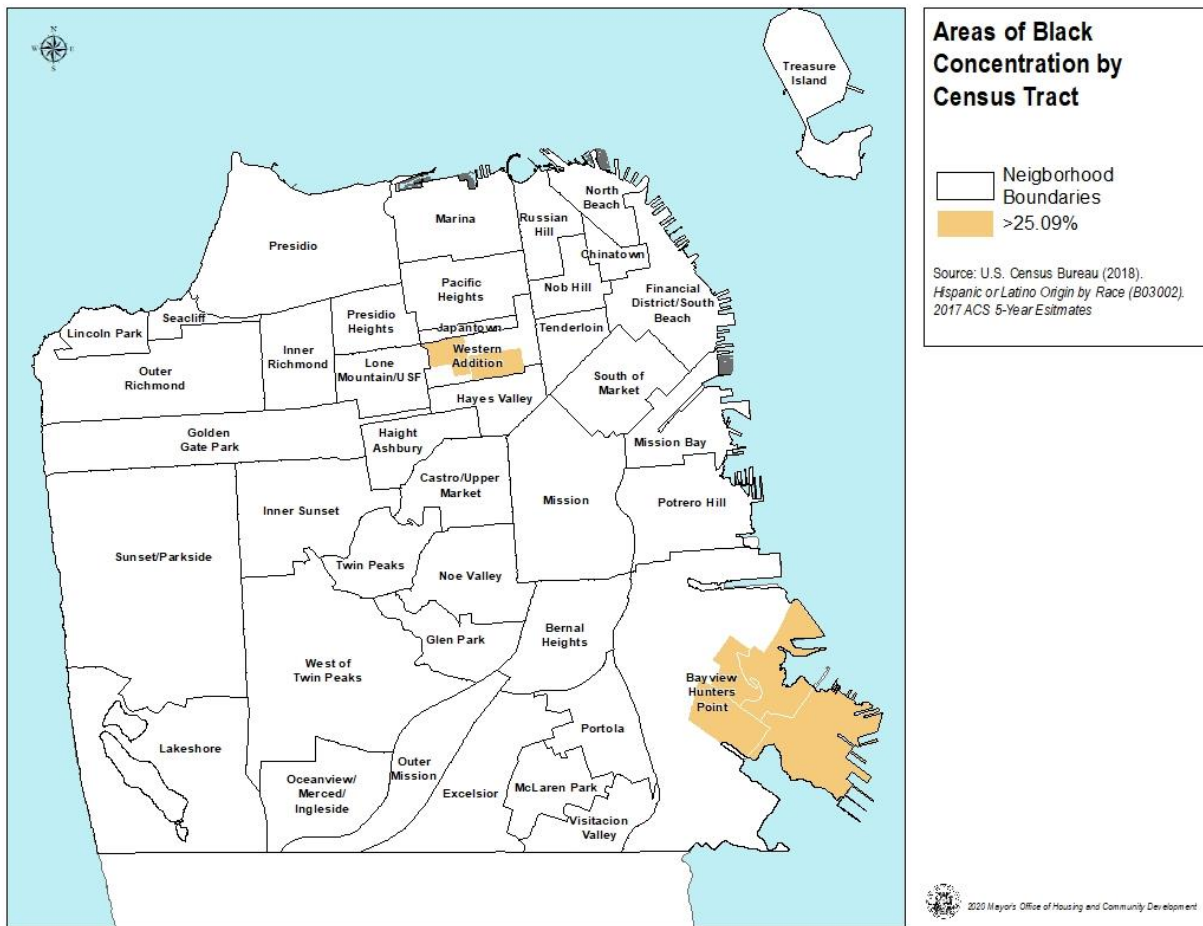 N
W
E
S
Treasure
Island
North
Beach
Russian
Hill
Marina
Presidio
Chinatown
Pacific
Heights
Nob Hill
Financial
District/South
Beach
Seacliff
Lincoln Park
Presidio
Heights
Japantown
Tenderloin
Inner
Richmond
Western
Addition
Outer
Richmond
Lone
Mountain/USF
South of
Market
Hayes Valley
Golden
Gate Park
Haight
Ashbury
Mission Bay
Castro/Upper
Market
Mission
Potrero Hill
Inner Sunset
Sunset/Parkside
Twin Peaks
Noe Valley
Glen Park
Bernal
Heights
West of
Twin Peaks
Bayview
Hunters
Point
Portola
Lakeshore
Outer
Mission
Oceanview/
Merced/
Ingleside
Excelsior
McLaren Park
Visitacion
Valley
Areas of Black
Concentration by
Census Tract
Neigborhood
Boundaries
>25.09%
Source: U.S. Census Bureau (2018).
Hispanic or Latino Origin by Race (B03002).
2017 ACS 5-Year Esitmates
2020 Mayor's Office of Housing and Community Development